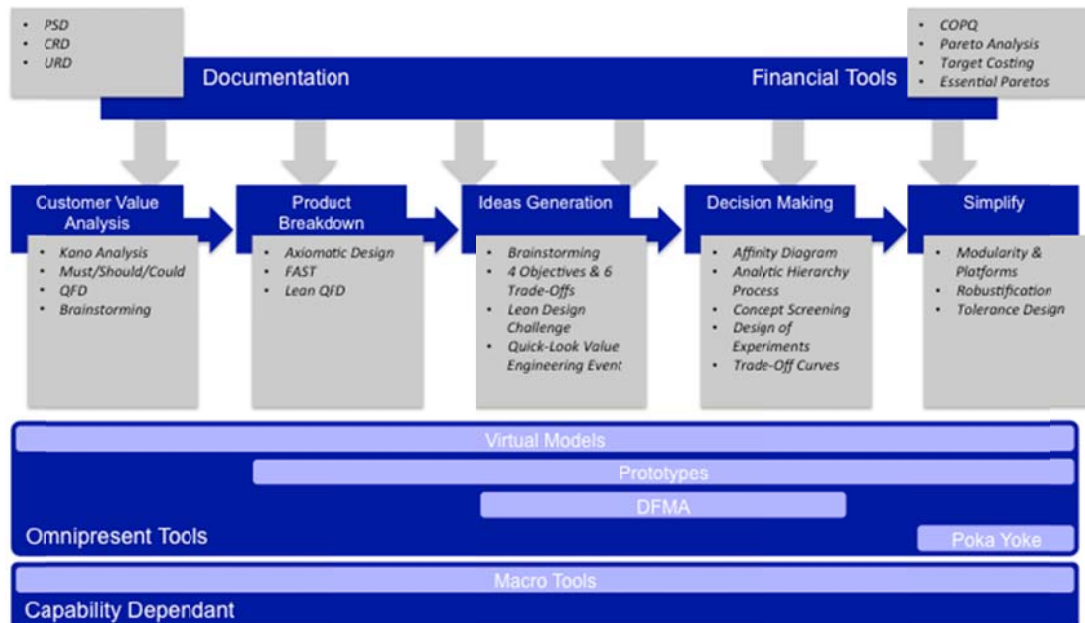 • PSD
• CRD
• URD
Documentation
Financial Tools
• COPQ
• Pareto Analysis
• Target Costing
• Essential Paretos
Customer Value
Analysis
• Kano Analysis
• Must/Should/Could
• QFD
• Brainstorming
Product
Breakdown
• Axiomatic Design
• FAST
• Lean QFD
Ideas Generation
• Brainstorming
• 4 Objectives & 6
Trade-Offs
• Lean Design
Challenge
• Quick-Look Value
Engineering Event
Decision Making
• Affinity Diagram
• Analytic Hierarchy
Process
• Concept Screening
• Design of
Experiments
• Trade-Off Curves
Simplify
• Modularity &
Platforms
• Robustification
• Tolerance Design
Virtual Models
Prototypes
DFMA
Omnipresent Tools
Poka Yoke
Macro Tools
Capability Dependant